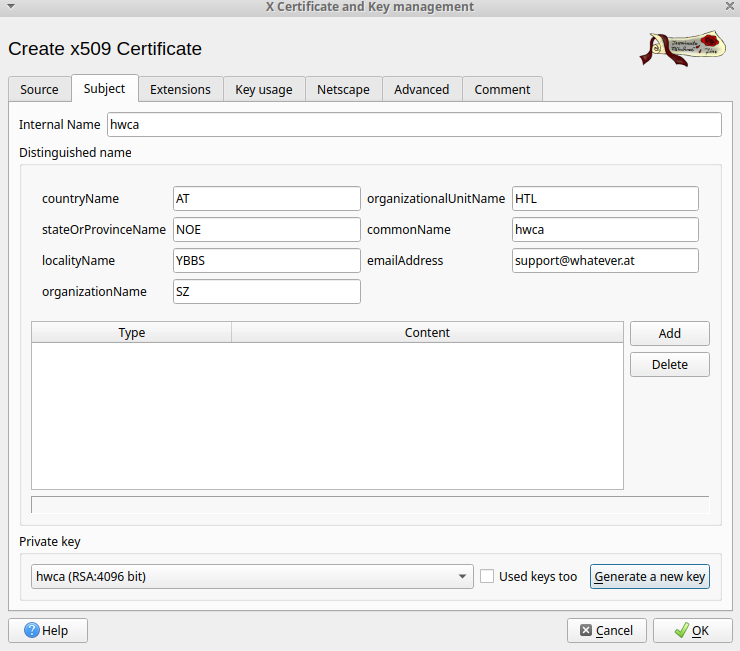 X Certificate and Key management
Create x509 Certificate
Source Subject Extensions Key usage Netscape Advanced Comment
Internal Name hwca
Distinguished name
countryName AT organizationalUnitName HTL
stateOrProvinceName NOE commonName hwca
localityName YBBS emailAddress support@whatever.at
organizationName SZ
Type Content Add
Delete
Private key
hwca (RSA:4096 bit) Used keys too Generate a new key
Help Cancel OK